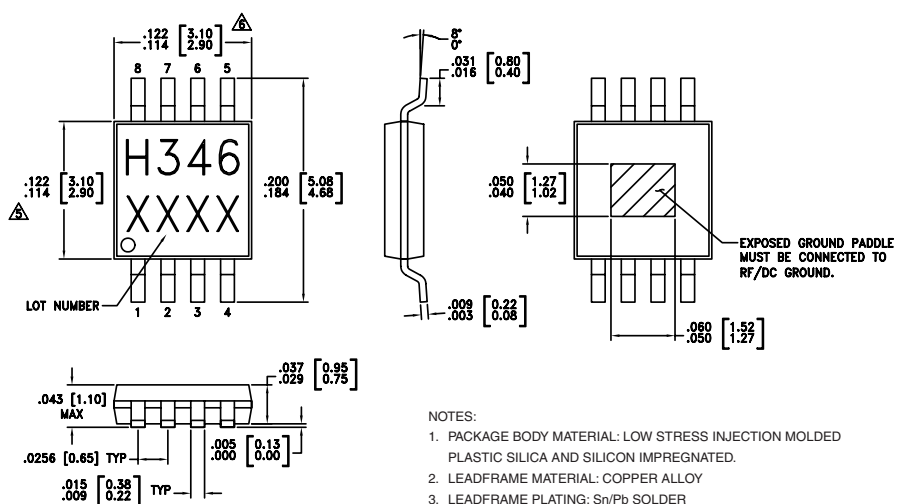 .122 [3.10]
.114 [2.90]
6
8 7 6 5
H346
XXXX
.122 [3.10]
.114 [2.90]
5
.200 [5.08]
.184 [4.68]
LOT NUMBER
1 2 3 4
8°
0°
.031 [0.80]
.016 [0.40]
.009 [0.22]
.003 [0.08]
.050 [1.27]
.040 [1.02]
EXPOSED GROUND PADDLE
MUST BE CONNECTED TO
RF/DC GROUND.
.060 [1.52]
.050 [1.27]
.043 [1.10]
MAX
.037 [0.95]
.029 [0.75]
.0256 [0.65] TYP
.005 [0.13]
.000 [0.00]
.015 [0.38]
.009 [0.22] TYP
NOTES:
1. PACKAGE BODY MATERIAL: LOW STRESS INJECTION MOLDED
PLASTIC SILICA AND SILICON IMPREGNATED.
2. LEADFRAME MATERIAL: COPPER ALLOY
3. LEADFRAME PLATING: Sn/Pb SOLDER